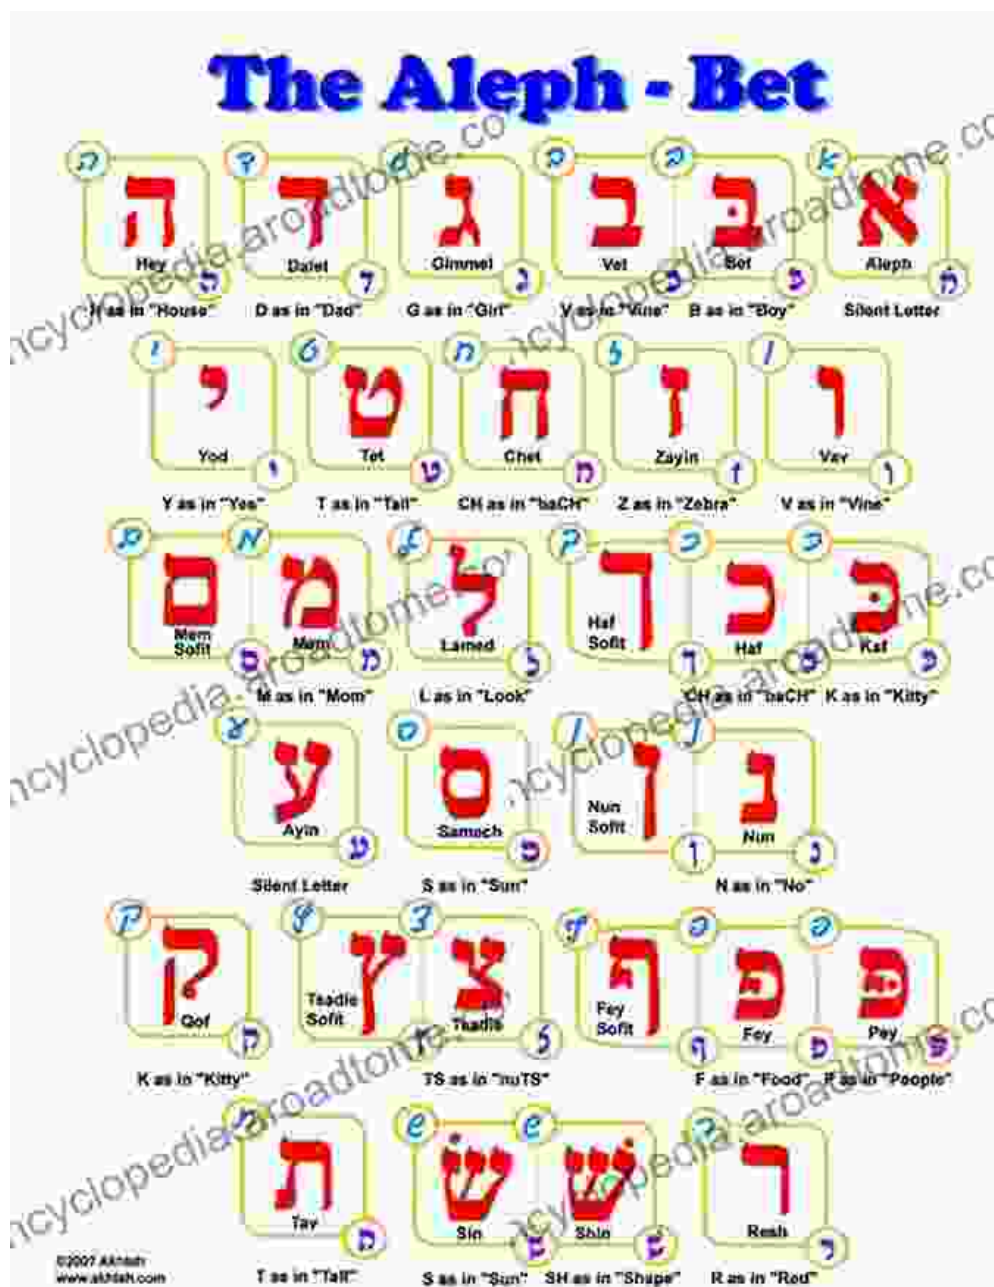 The Aleph - Bet
ה ד ג ב בּ א
Hey Dalet Gimmel Vet Bet Aleph
H as in "House" D as in "Dad" G as in "Girl" V as in "Vine" B as in "Boy" Silent Letter
י ט ח ז ו
Yod Tet Chet Zayin Vav
Y as in "Yes" T as in "Tall" CH as in "baCH" Z as in "Zebra" V as in "Vine"
ם מ ל ך כ כּ
Mem Sofit Mem Lamed Haf Sofit Haf Kaf
M as in "Mom" L as in "Look" CH as in "baCH" K as in "Kitty"
ע ס ן נ
Ayin Samech Nun Sofit Nun
Silent Letter S as in "Sun" N as in "No"
ק ץ צ ף פ פּ
Qof Tsadie Sofit Tsadie Fey Sofit Fey Pey
K as in "Kitty" TS as in "nuTS" F as in "Food" P as in "People"
ת שׂ שׁ ר
Tav Sin Shin Resh
T as in "Tall" S as in "Sun" SH as in "Shape" R as in "Red"
©2007 Akhlah
www.akhlah.com
encyclopedia.aroadtome.co